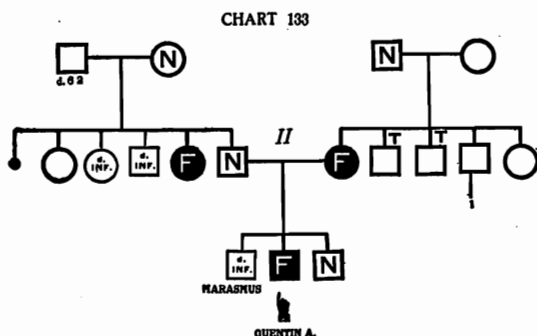 CHART 133
N N
d.62
II
T T
d. INF. d. INF. F N F
i
d. INF. F N
MARASMUS
QUENTIN A.